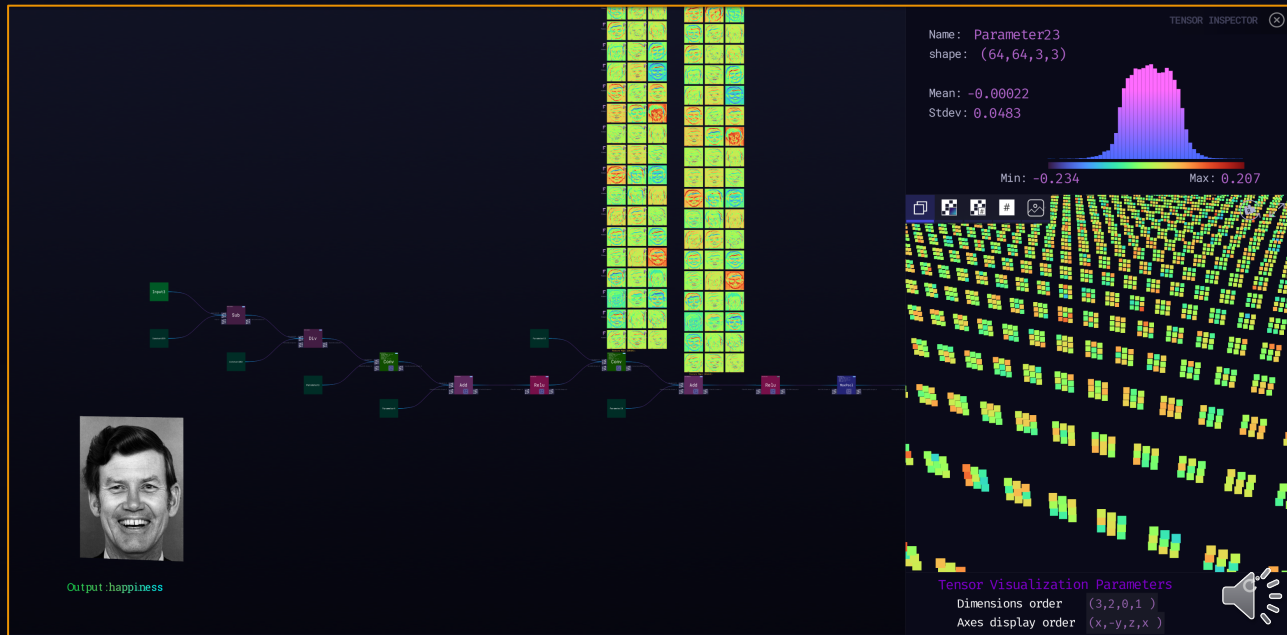 TENSOR INSPECTOR
Name: Parameter23
shape: (64,64,3,3)
Mean: -0.00022
Stdev: 0.0483
Min: -0.234
Max: 0.207
#
Input3
Sub
Div
Conv
Add
Relu
Conv
Add
Relu
Output:happiness
Tensor Visualization Parameters
Dimensions order (3,2,0,1 )
Axes display order (x,-y,z,x )